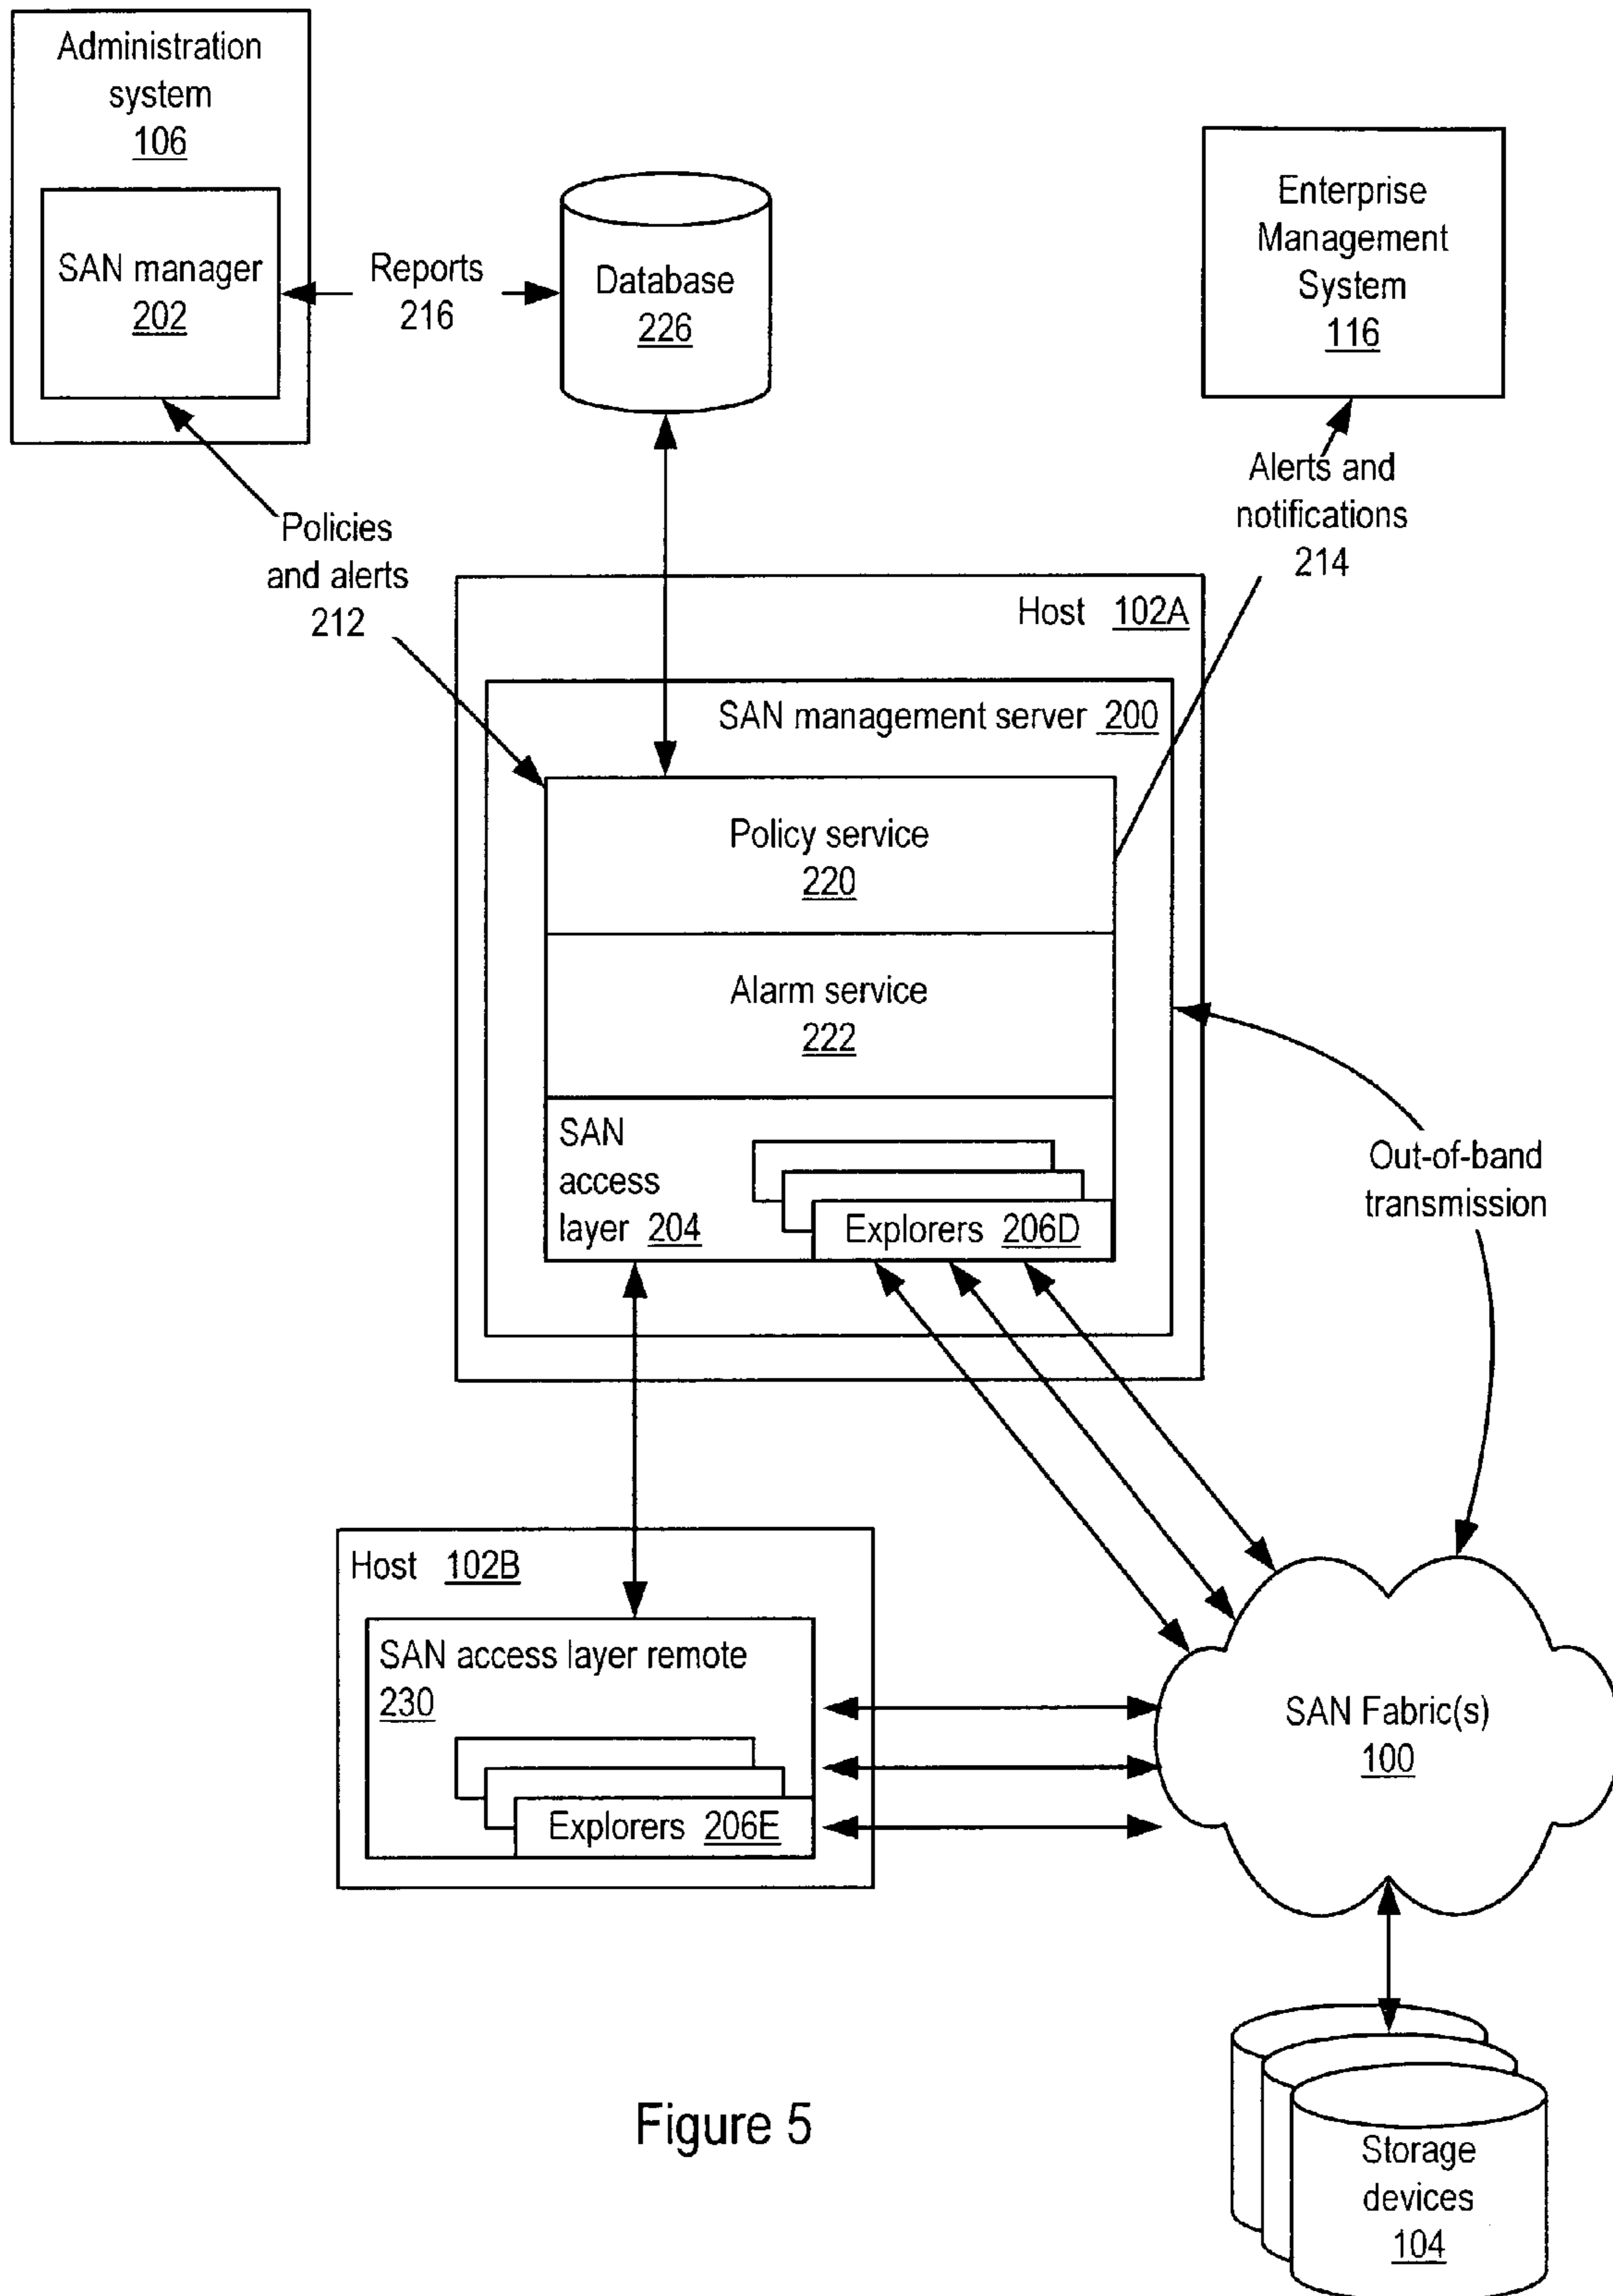 Administration
system
106
SAN manager
202
Reports
216
Database
226
Enterprise
Management
System
116
Alerts and
notifications
214
Policies
and alerts
212
Host 102A
SAN management server 200
Policy service
220
Alarm service
222
SAN
access
layer 204
Explorers 206D
Out-of-band
transmission
Host 102B
SAN access layer remote
230
Explorers 206E
SAN Fabric(s)
100
Storage
devices
104
Figure 5